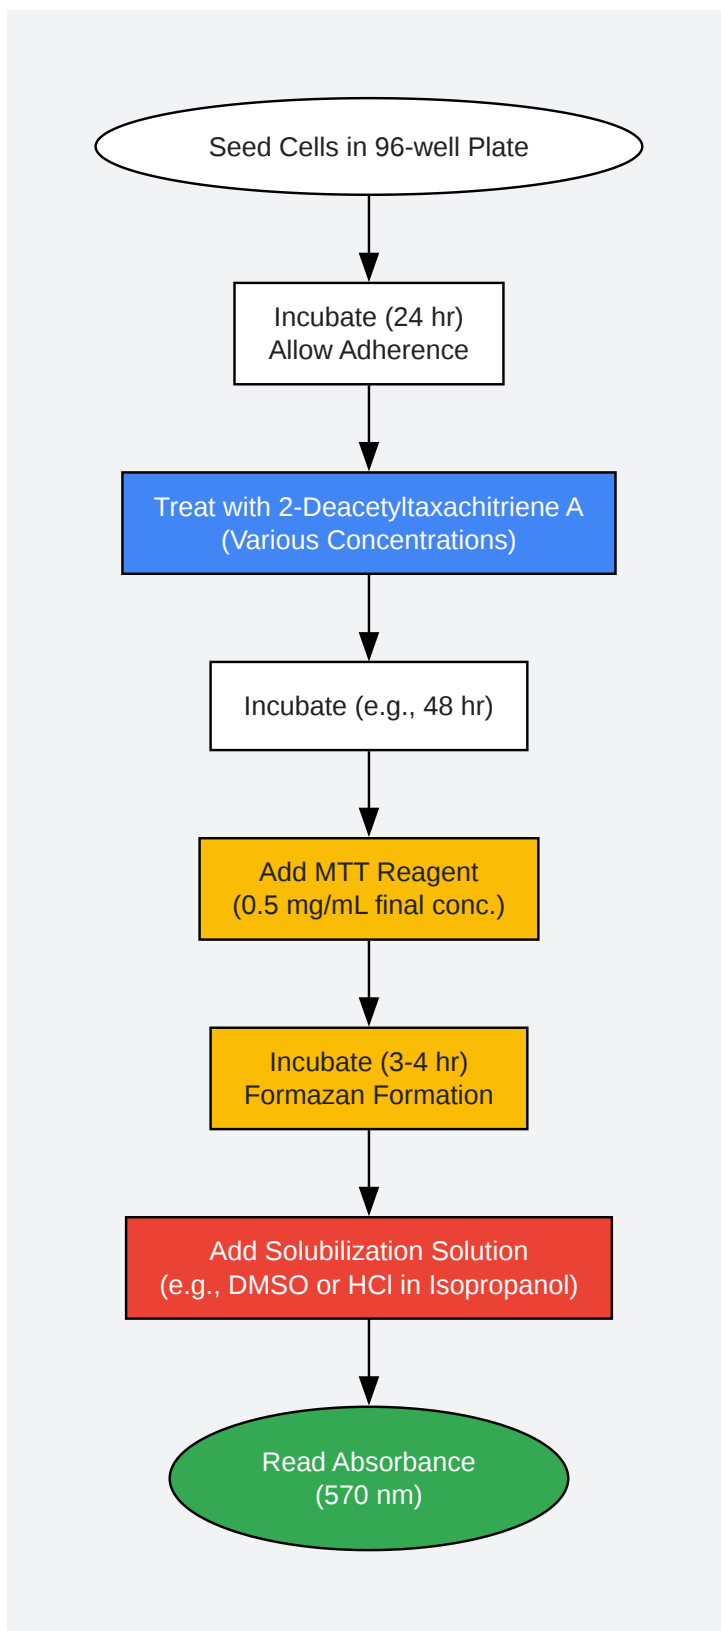 Seed Cells in 96-well Plate
Incubate (24 hr)
Allow Adherence
Treat with 2-Deacetyltaxachitriene A
(Various Concentrations)
Incubate (e.g., 48 hr)
Add MTT Reagent
(0.5 mg/mL final conc.)
Incubate (3-4 hr)
Formazan Formation
Add Solubilization Solution
(e.g., DMSO or HCl in Isopropanol)
Read Absorbance
(570 nm)